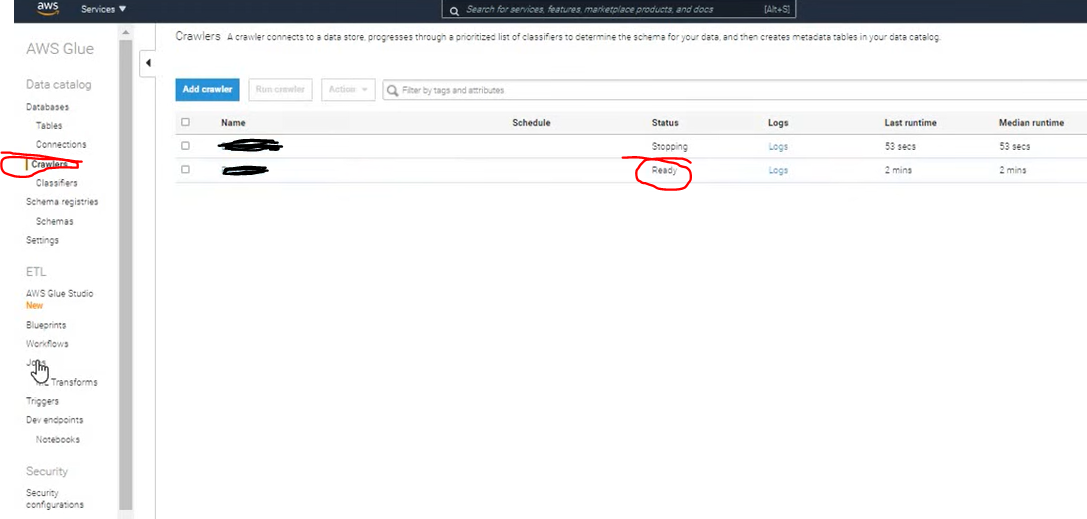 aws Services ▼ Search for services, features, marketplace products, and docs [Alt+S]
AWS Glue
Data catalog
Databases
Tables
Connections
Crawlers
Classifiers
Schema registries
Schemas
Settings
ETL
AWS Glue Studio
New
Blueprints
Workflows
Transforms
Triggers
Dev endpoints
Notebooks
Security
Security
configurations
Crawlers A crawler connects to a data store, progresses through a prioritized list of classifiers to determine the schema for your data, and then creates metadata tables in your data catalog.
Add crawler Run crawler Action Filter by tags and attributes
Name Schedule Status Logs Last runtime Median runtime
Stopping Logs 53 secs 53 secs
Ready Logs 2 mins 2 mins